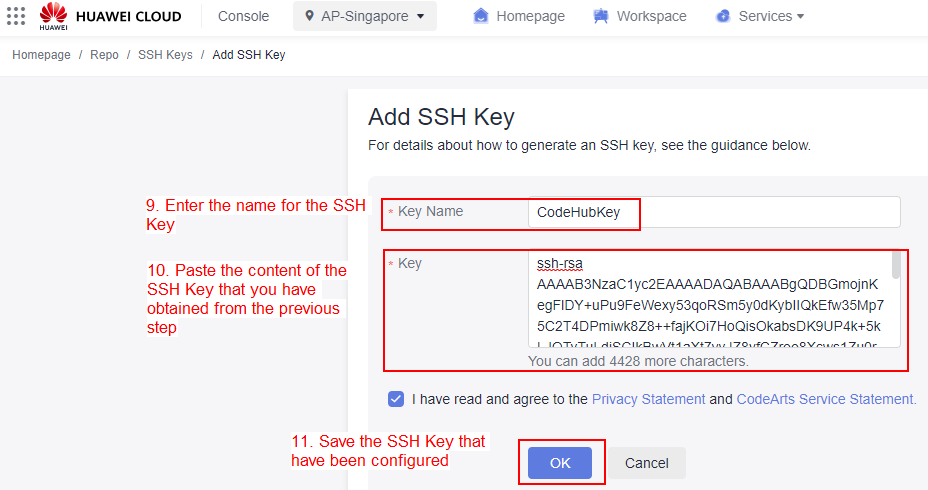 HUAWEI
HUAWEI CLOUD
Console
AP-Singapore
Homepage
Workspace
Services
Homepage / Repo / SSH Keys / Add SSH Key
Add SSH Key
For details about how to generate an SSH key, see the guidance below.
9. Enter the name for the SSH
Key
* Key Name
CodeHubKey
10. Paste the content of the
SSH Key that you have
obtained from the previous
step
* Key
ssh-rsa
AAAAB3NzaC1yc2EAAAADAQABAAABgQDBGmojnK
egFIDY+uPu9FeWexy53qoRSm5y0dKybIIQkEfw35Mp7
5C2T4DPmiwk8Z8++fajKOi7HoQisOkabsDK9UP4k+5k
You can add 4428 more characters.
I have read and agree to the Privacy Statement and CodeArts Service Statement.
11. Save the SSH Key that
have been configured
OK
Cancel